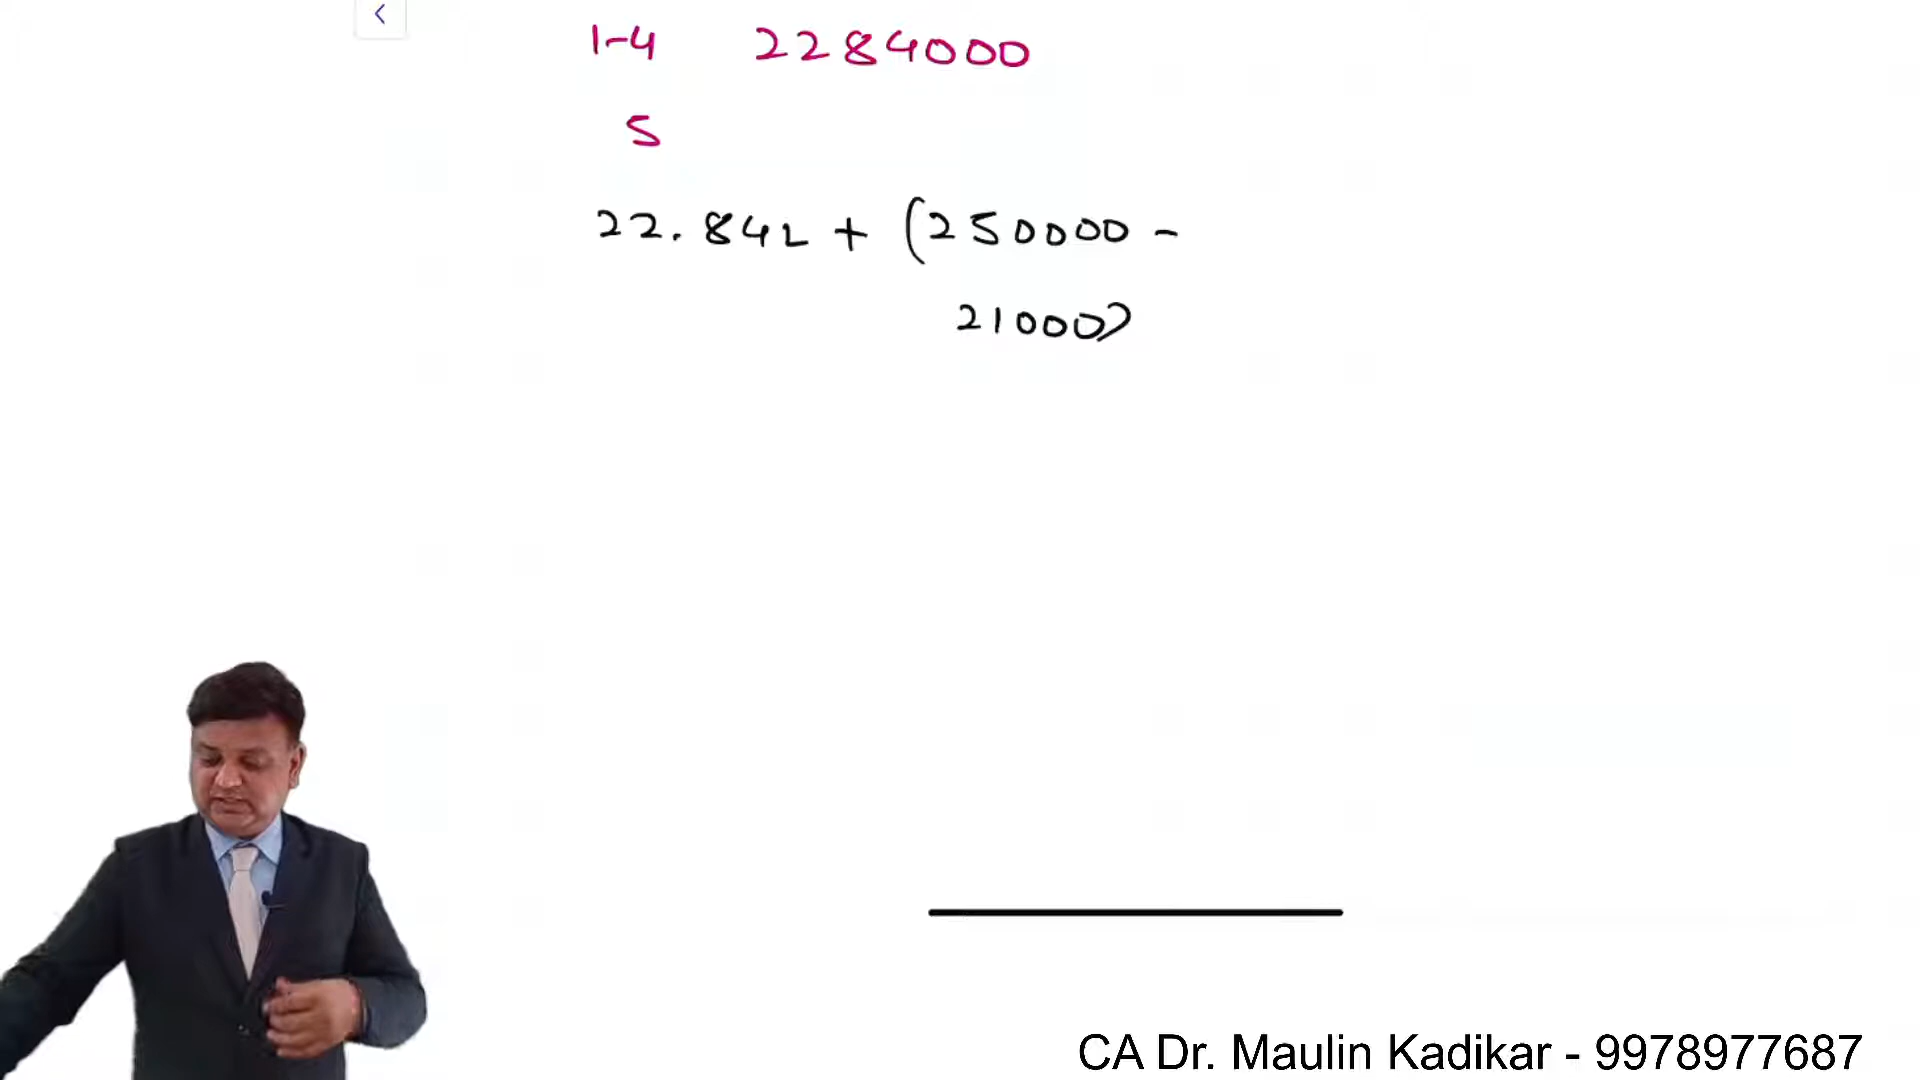 1-4 2284000
5
22.84L + (250000 -
21000)
CA Dr. Maulin Kadikar - 9978977687